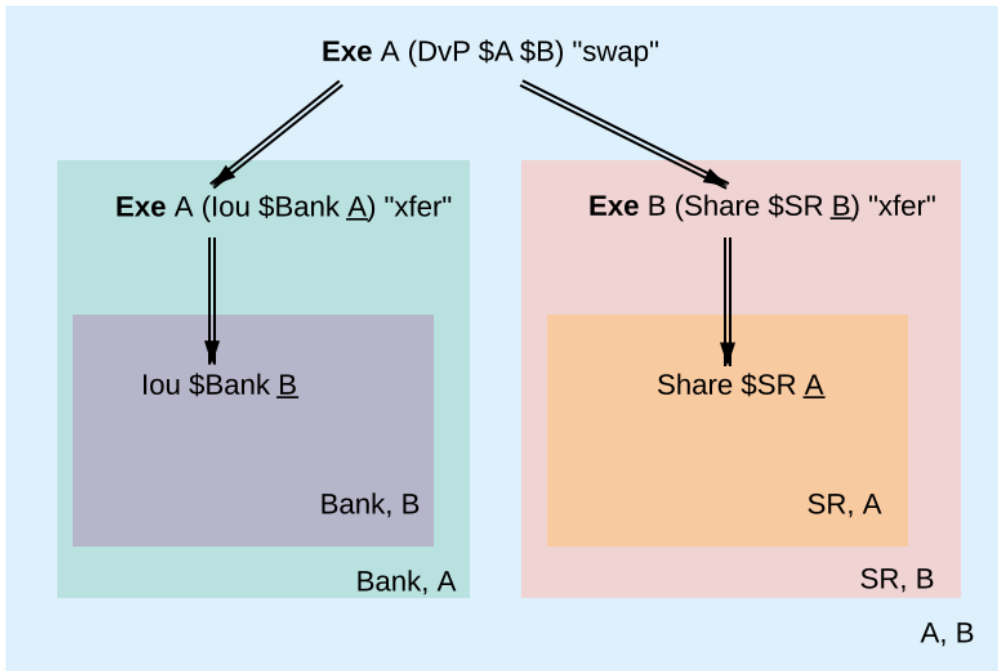 Exe A (DvP $A $B) "swap"
Exe A (Iou $Bank A) "xfer"
Exe B (Share $SR B) "xfer"
Iou $Bank B
Share $SR A
Bank, B
SR, A
Bank, A
SR, B
A, B